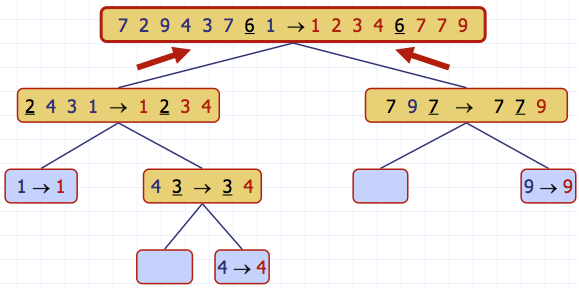 7 2 9 4 3 7 6 1 → 1 2 3 4 6 7 7 9
2 4 3 1 → 1 2 3 4
7 9 7 → 7 7 9
1 → 1
4 3 → 3 4
9 → 9
4 → 4